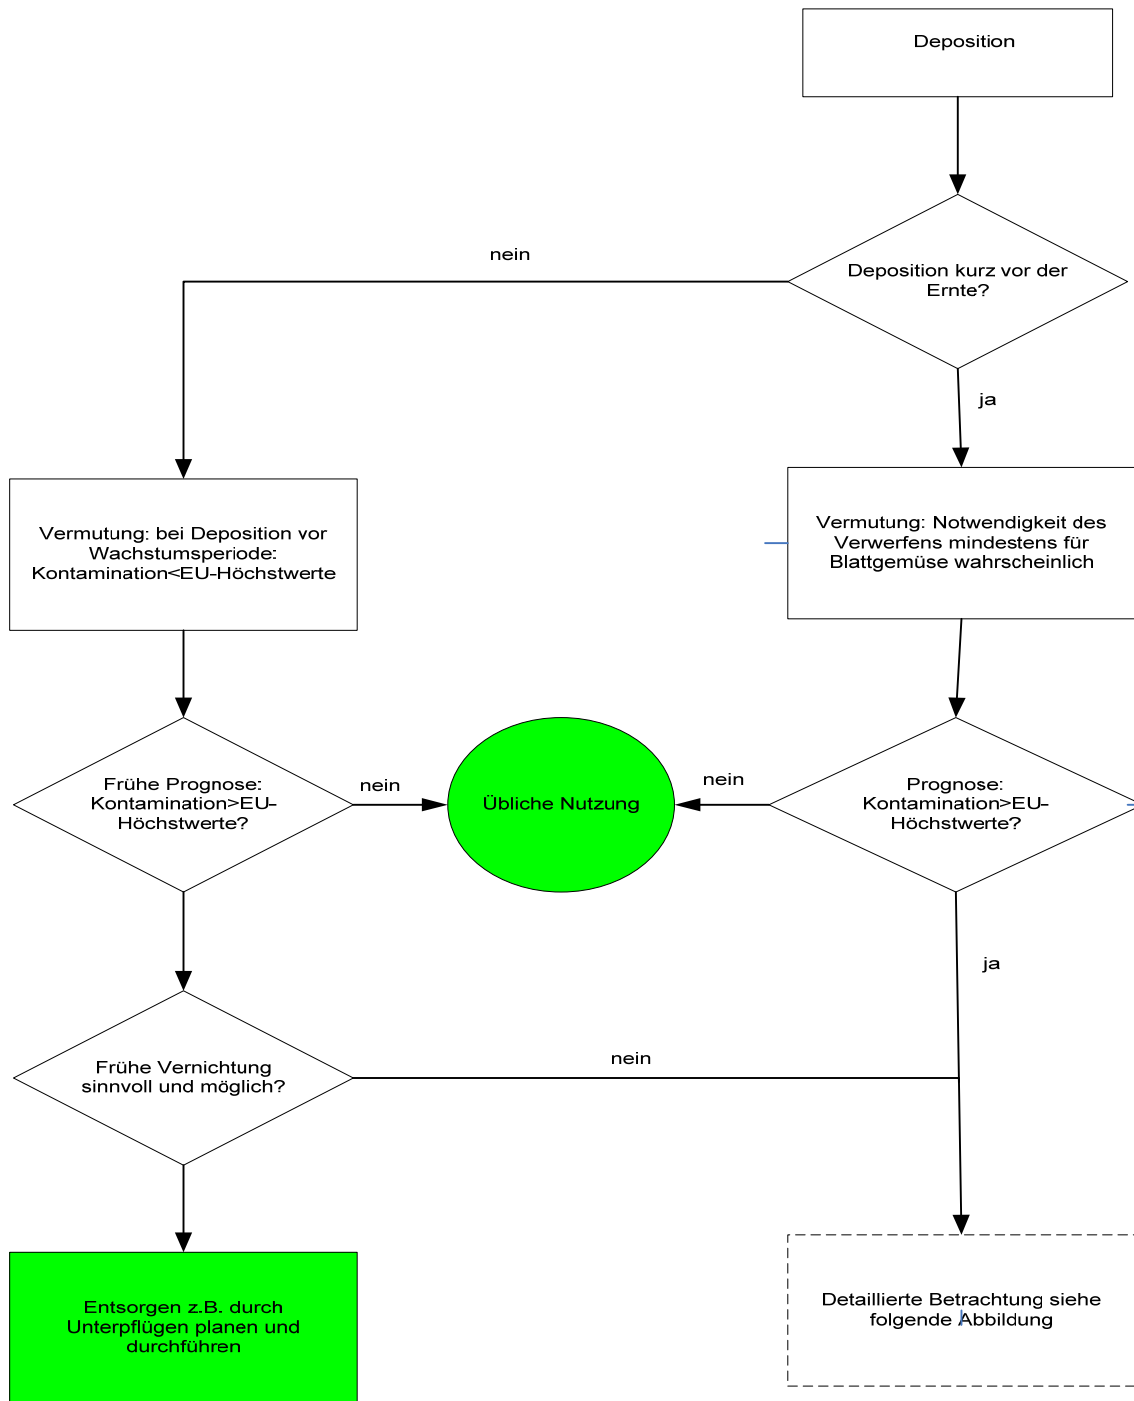 Deposition
Deposition kurz vor der
Ernte?
nein
ja
Vermutung: bei Deposition vor
Wachstumsperiode:
Kontamination<EU-Höchstwerte
Vermutung: Notwendigkeit des
Verwerfens mindestens für
Blattgemüse wahrscheinlich
Frühe Prognose:
Kontamination>EU-
Höchstwerte?
nein
Übliche Nutzung
nein
Prognose:
Kontamination>EU-
Höchstwerte?
ja
Frühe Vernichtung
sinnvoll und möglich?
nein
Entsorgen z.B. durch
Unterpflügen planen und
durchführen
Detaillierte Betrachtung siehe
folgende Abbildung